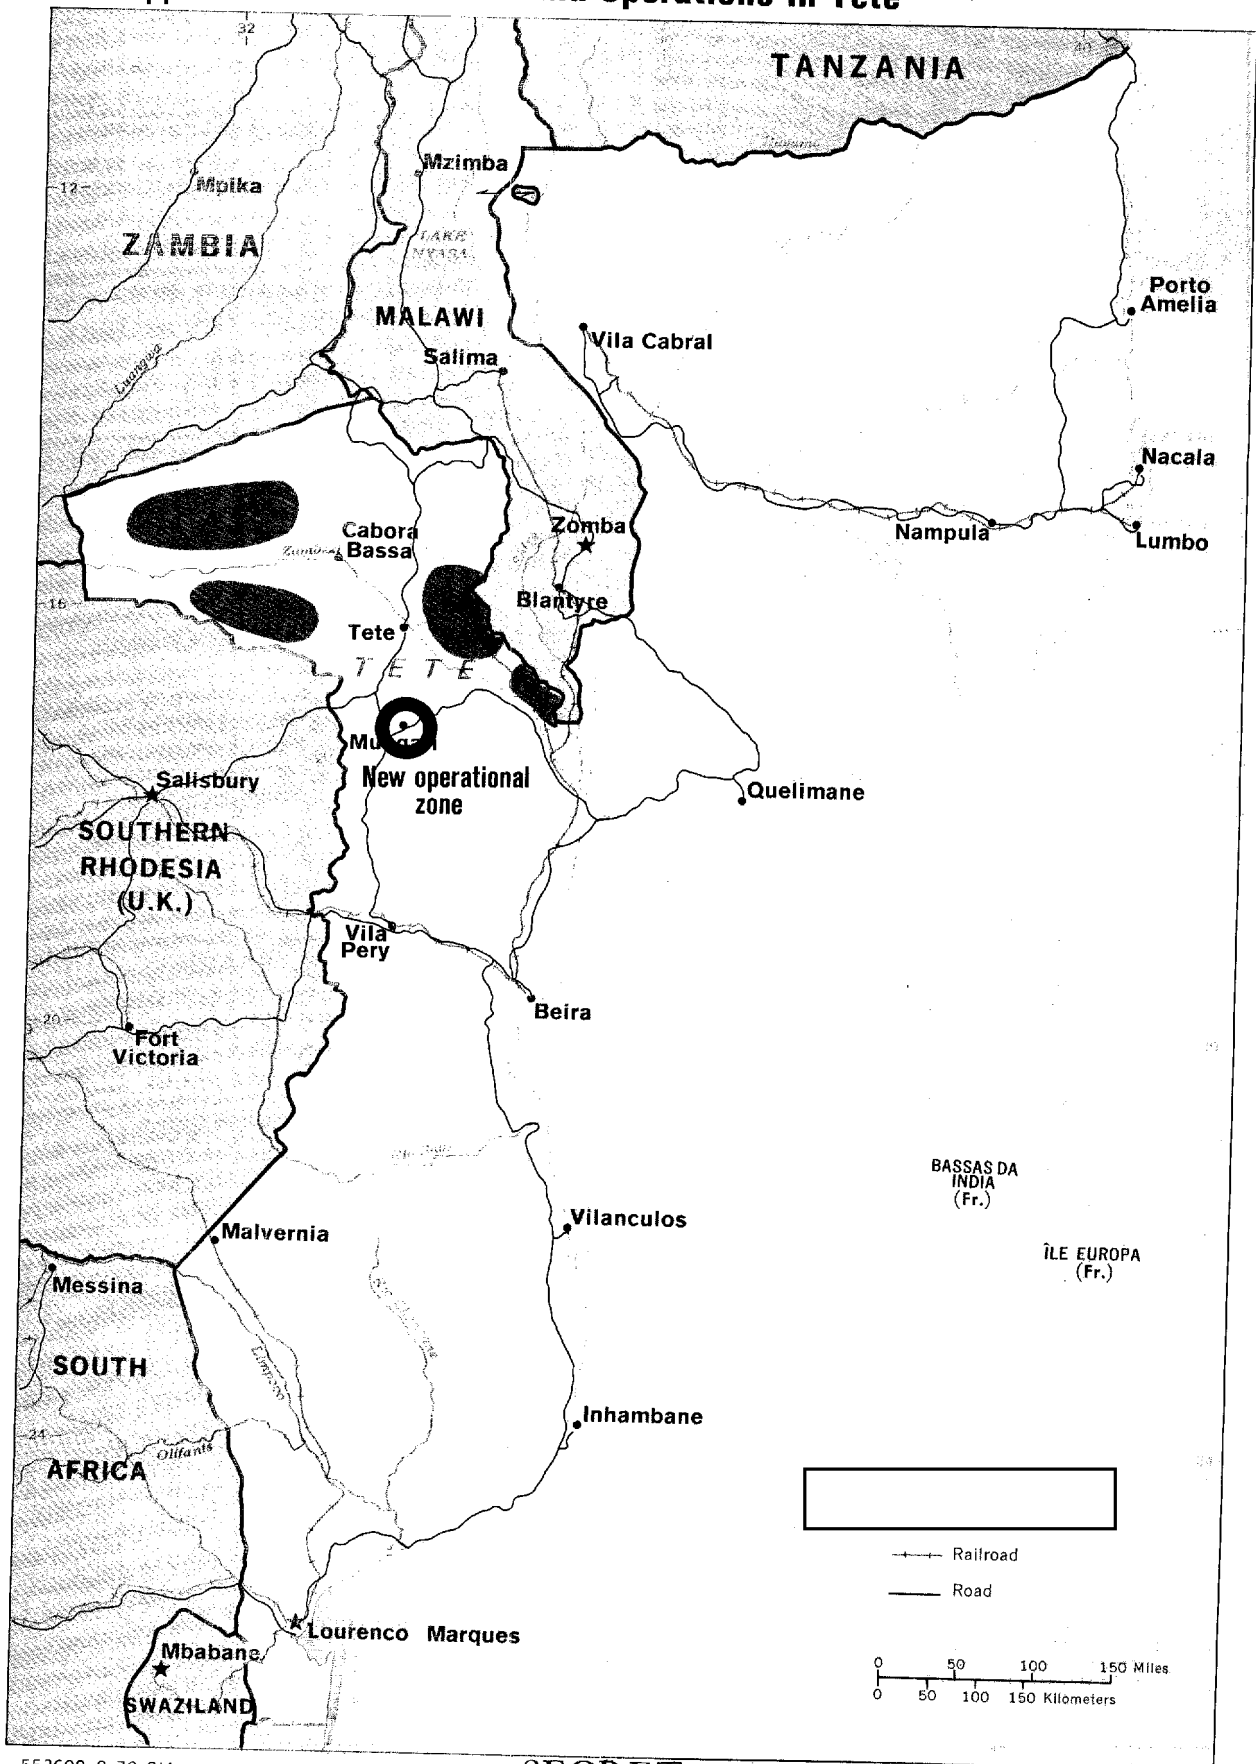 Operations in Tete
32
TANZANIA
40
Mzimba
12
Mpika
ZAMBIA
LAKE
NYASA
Porto
Amelia
MALAWI
Vila Cabral
Salima
Luangwa
Nacala
Cabora
Bassa
Zomba
Nampula
Lumbo
16
Blantyre
Tete
TETE
New operational
zone
Salisbury
Quelimane
SOUTHERN
RHODESIA
(U.K.)
Vila
Pery
Beira
20
Fort
Victoria
BASSAS DA
INDIA
(Fr.)
Vilanculos
Malvernia
ÎLE EUROPA
(Fr.)
Messina
SOUTH
Limpopo
Inhambane
24
Olifants
AFRICA
Railroad
Road
Lourenco Marques
Mbabane
0 50 100 150 Miles
0 50 100 150 Kilometers
SWAZILAND
SECRET